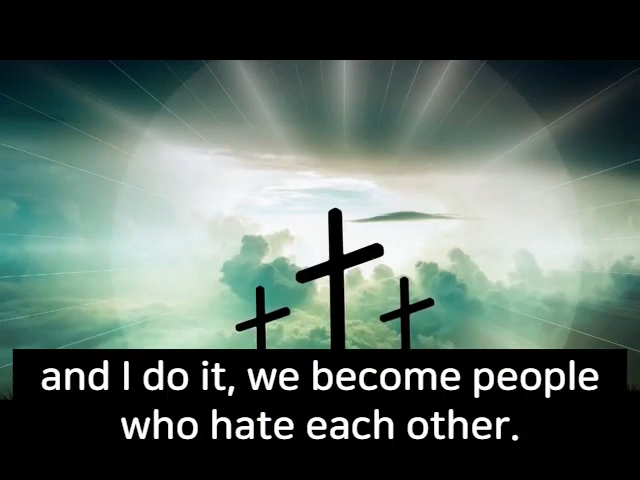 and I do it, we become people
who hate each other.